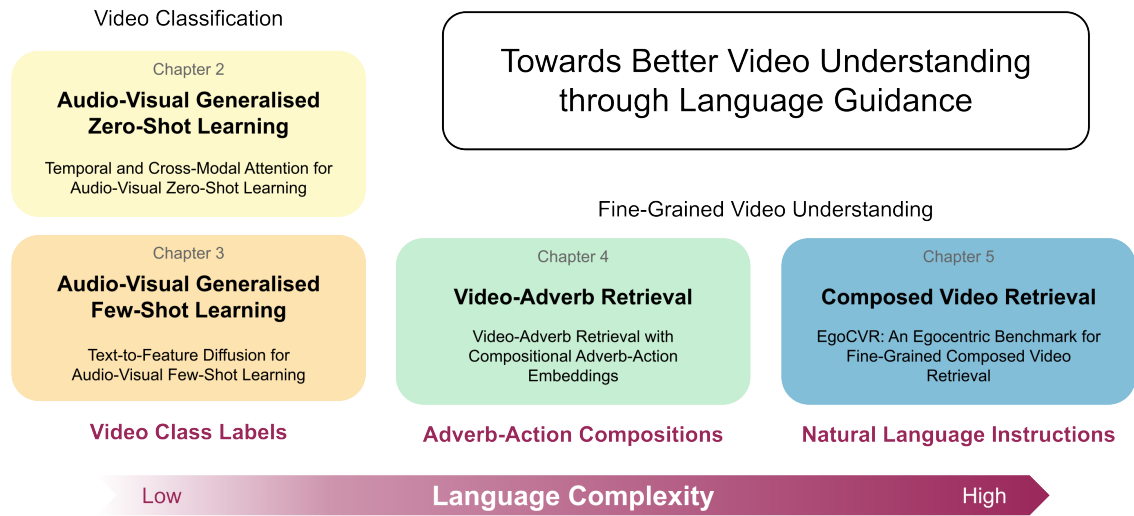 Video Classification
Towards Better Video Understanding
through Language Guidance
Chapter 2
Audio-Visual Generalised
Zero-Shot Learning
Temporal and Cross-Modal Attention for
Audio-Visual Zero-Shot Learning
Fine-Grained Video Understanding
Chapter 3
Audio-Visual Generalised
Few-Shot Learning
Text-to-Feature Diffusion for
Audio-Visual Few-Shot Learning
Chapter 4
Video-Adverb Retrieval
Video-Adverb Retrieval with
Compositional Adverb-Action
Embeddings
Chapter 5
Composed Video Retrieval
EgoCVR: An Egocentric Benchmark for
Fine-Grained Composed Video
Retrieval
Video Class Labels
Adverb-Action Compositions
Natural Language Instructions
Low
Language Complexity
High